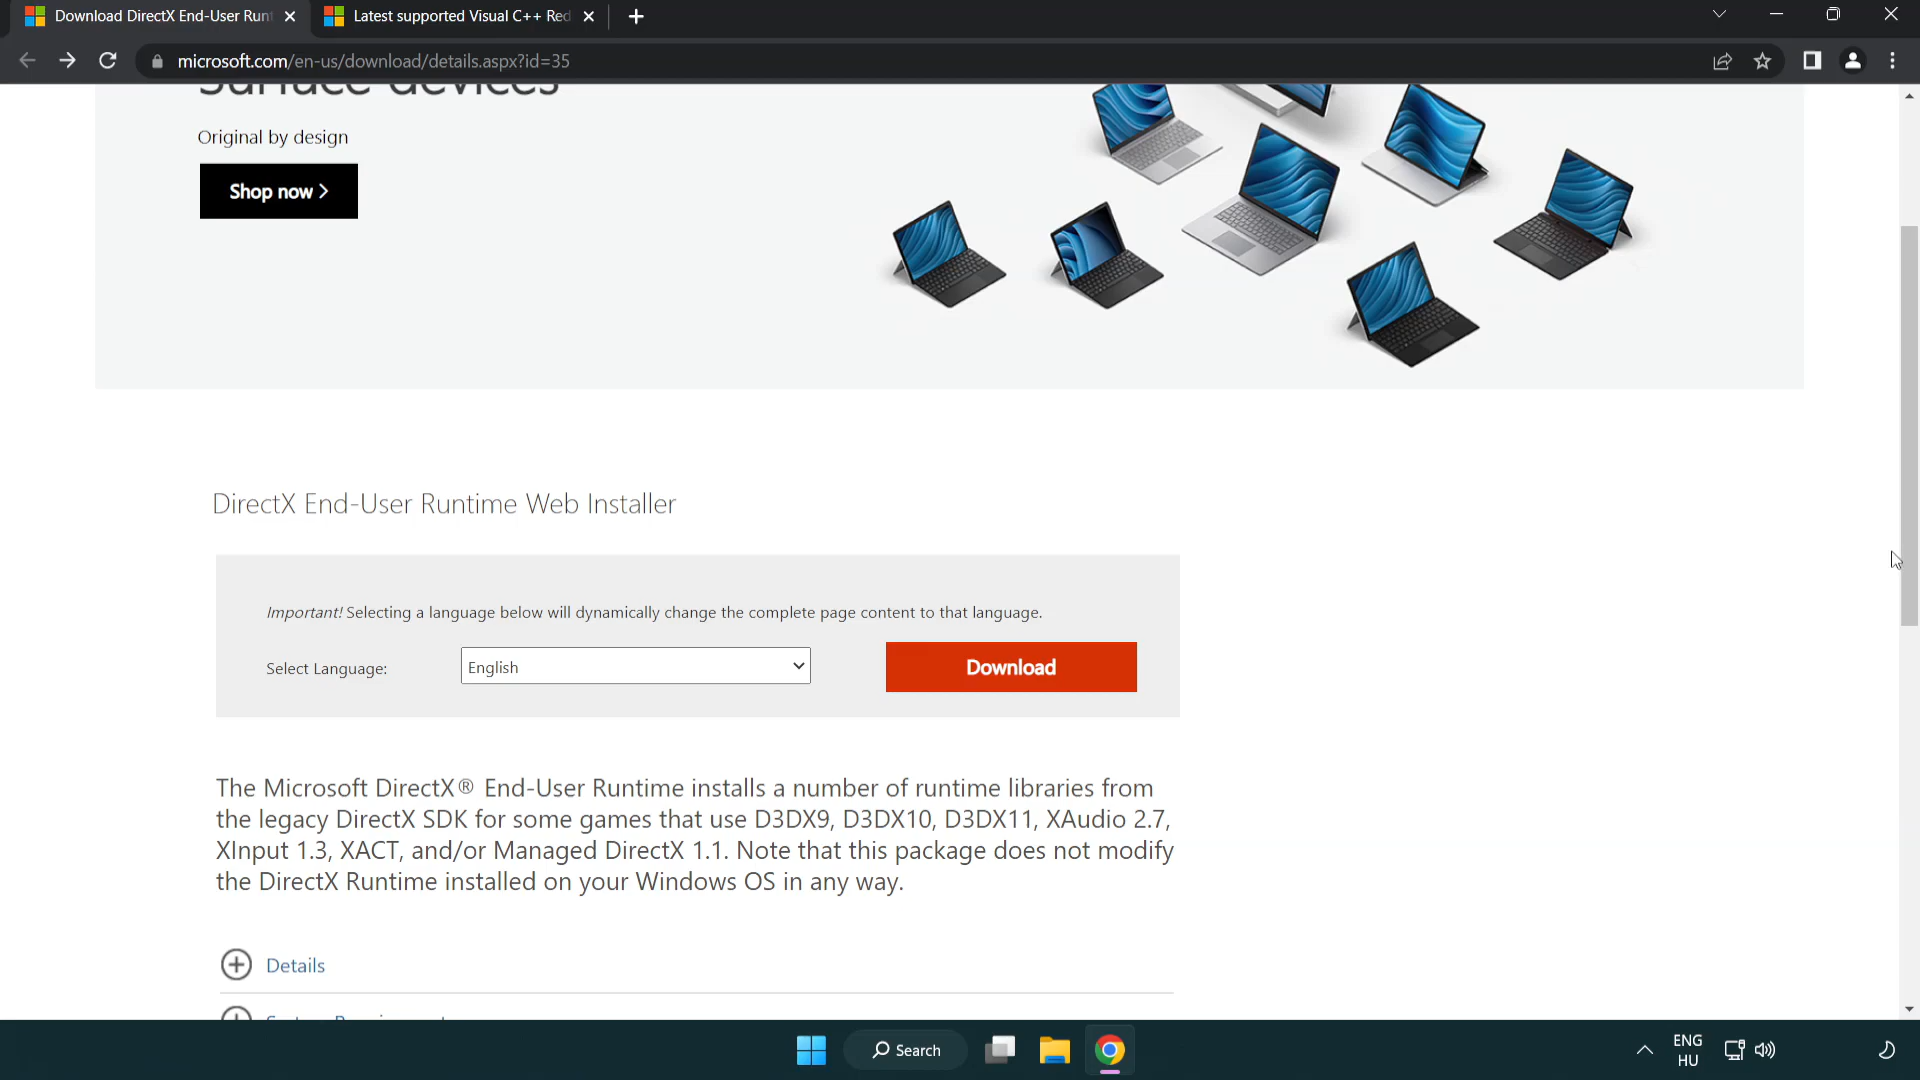 Download DirectX End-User Runt
Latest supported Visual C++ Red
microsoft.com/en-us/download/details.aspx?id=35
Surface devices
Original by design
Shop now
DirectX End-User Runtime Web Installer
Important! Selecting a language below will dynamically change the complete page content to that language.
Select Language:
English
Download
The Microsoft DirectX® End-User Runtime installs a number of runtime libraries from
the legacy DirectX SDK for some games that use D3DX9, D3DX10, D3DX11, XAudio 2.7,
XInput 1.3, XACT, and/or Managed DirectX 1.1. Note that this package does not modify
the DirectX Runtime installed on your Windows OS in any way.
Details
Search
ENG
HU